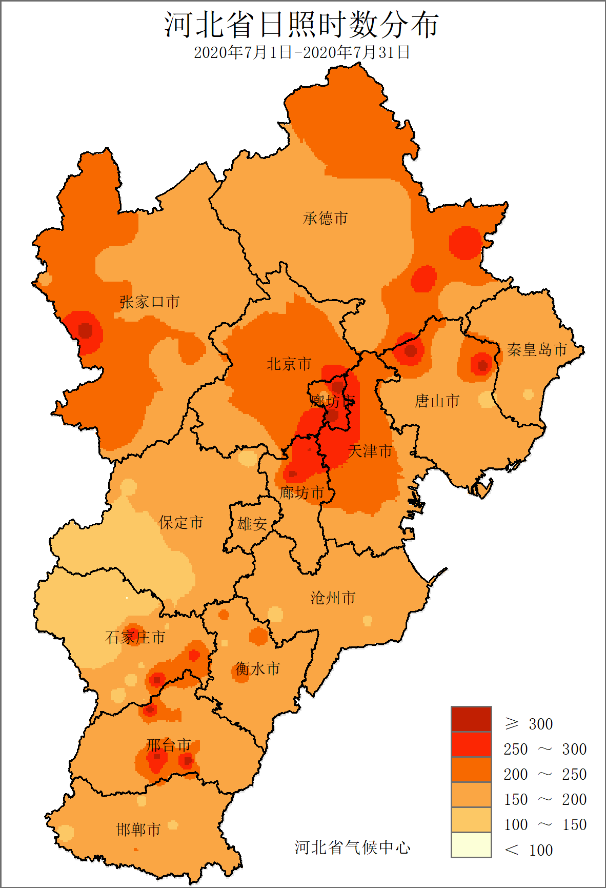 河北省日照时数分布
2020年7月1日-2020年7月31日
承德市
张家口市
秦皇岛市
北京市
廊坊市
唐山市
天津市
廊坊市
保定市
雄安
沧州市
石家庄市
衡水市
邢台市
邯郸市
≥ 300
250 ~ 300
200 ~ 250
150 ~ 200
100 ~ 150
< 100
河北省气候中心